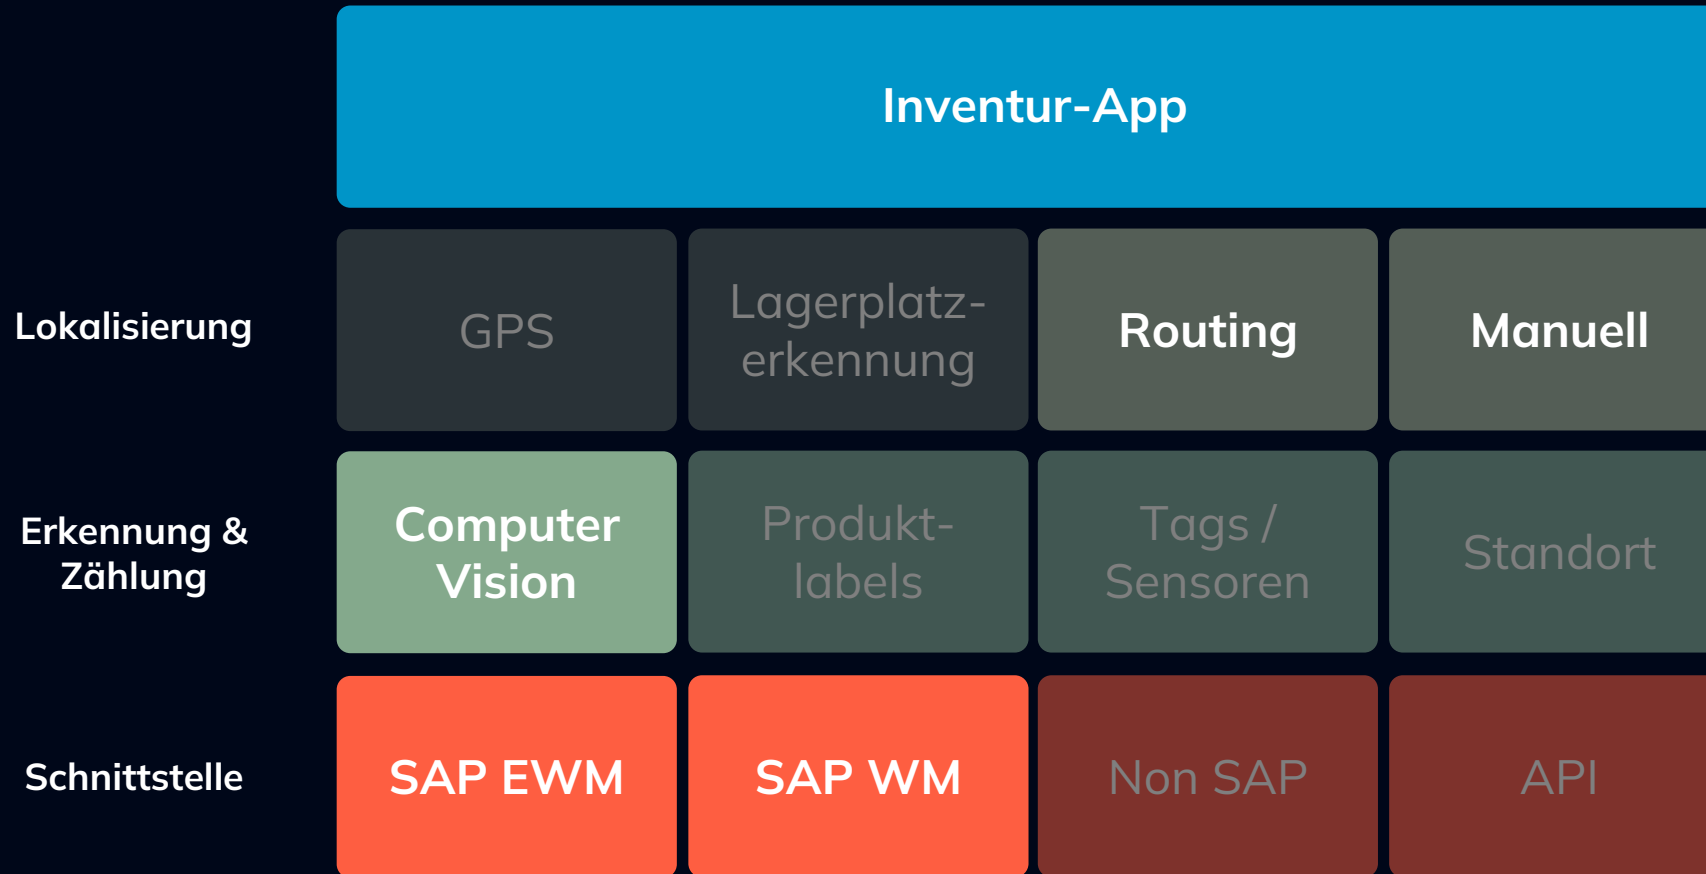 Inventur-App
Lokalisierung
GPS
Lagerplatz-
erkennung
Routing
Manuell
Erkennung &
Zählung
Computer
Vision
Produkt-
labels
Tags /
Sensoren
Standort
Schnittstelle
SAP EWM
SAP WM
Non SAP
API